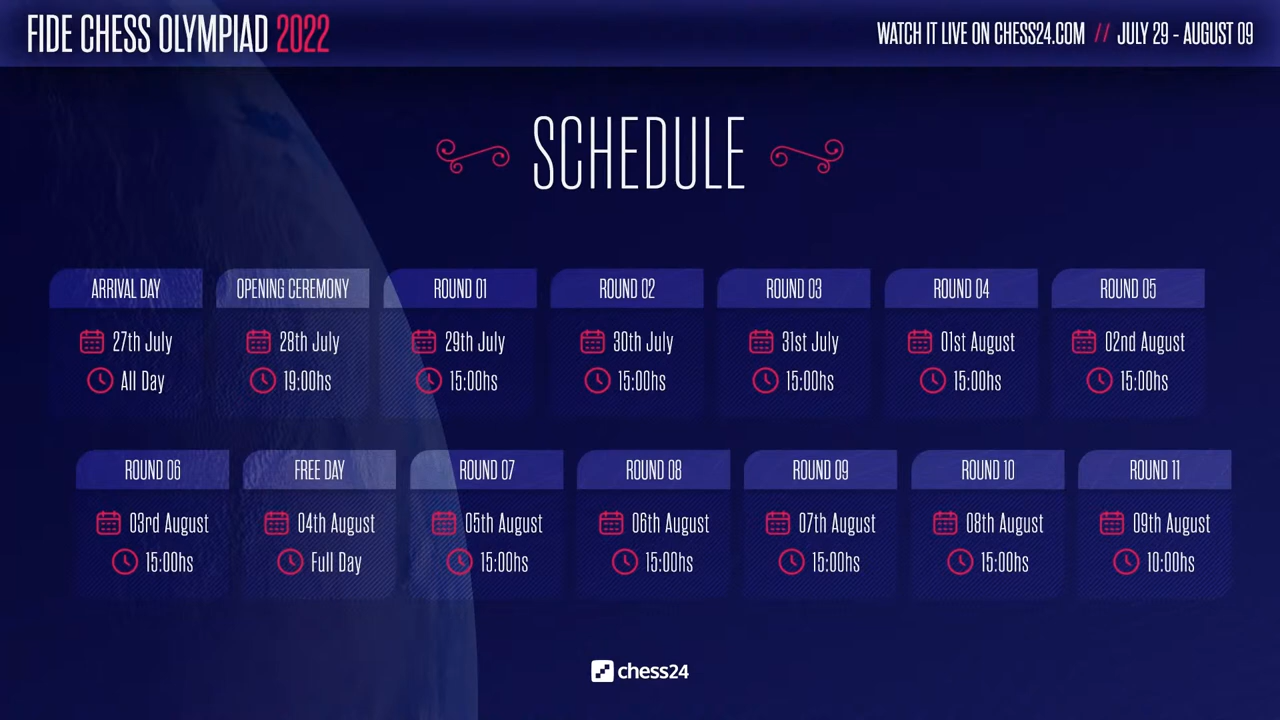 FIDE CHESS OLYMPIAD 2022
WATCH IT LIVE ON CHESS24.COM // JULY 29 - AUGUST 09
SCHEDULE
ARRIVAL DAY
27th July
All Day
OPENING CEREMONY
28th July
19:00hs
ROUND 01
29th July
15:00hs
ROUND 02
30th July
15:00hs
ROUND 03
31st July
15:00hs
ROUND 04
01st August
15:00hs
ROUND 05
02nd August
15:00hs
ROUND 06
03rd August
15:00hs
FREE DAY
04th August
Full Day
ROUND 07
05th August
15:00hs
ROUND 08
06th August
15:00hs
ROUND 09
07th August
15:00hs
ROUND 10
08th August
15:00hs
ROUND 11
09th August
10:00hs
chess24